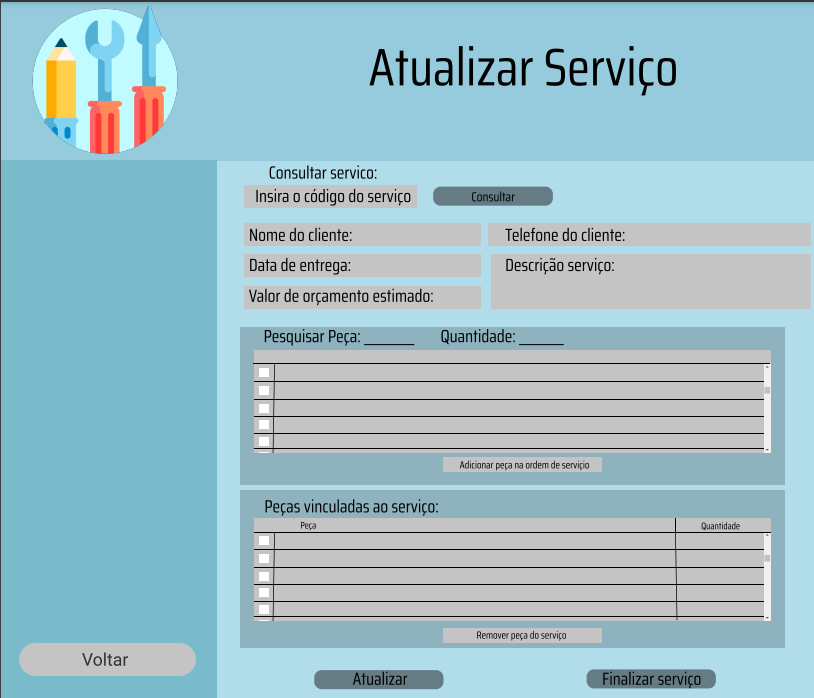 Atualizar Serviço
Consultar servico:
Insira o código do serviço
Consultar
Nome do cliente:
Telefone do cliente:
Data de entrega:
Descrição serviço:
Valor de orçamento estimado:
Pesquisar Peça: ______ Quantidade: _____
Adicionar peça na ordem de serviçio
Peças vinculadas ao serviço:
Peça
Quantidade
Remover peça do serviço
Voltar
Atualizar
Finalizar serviço